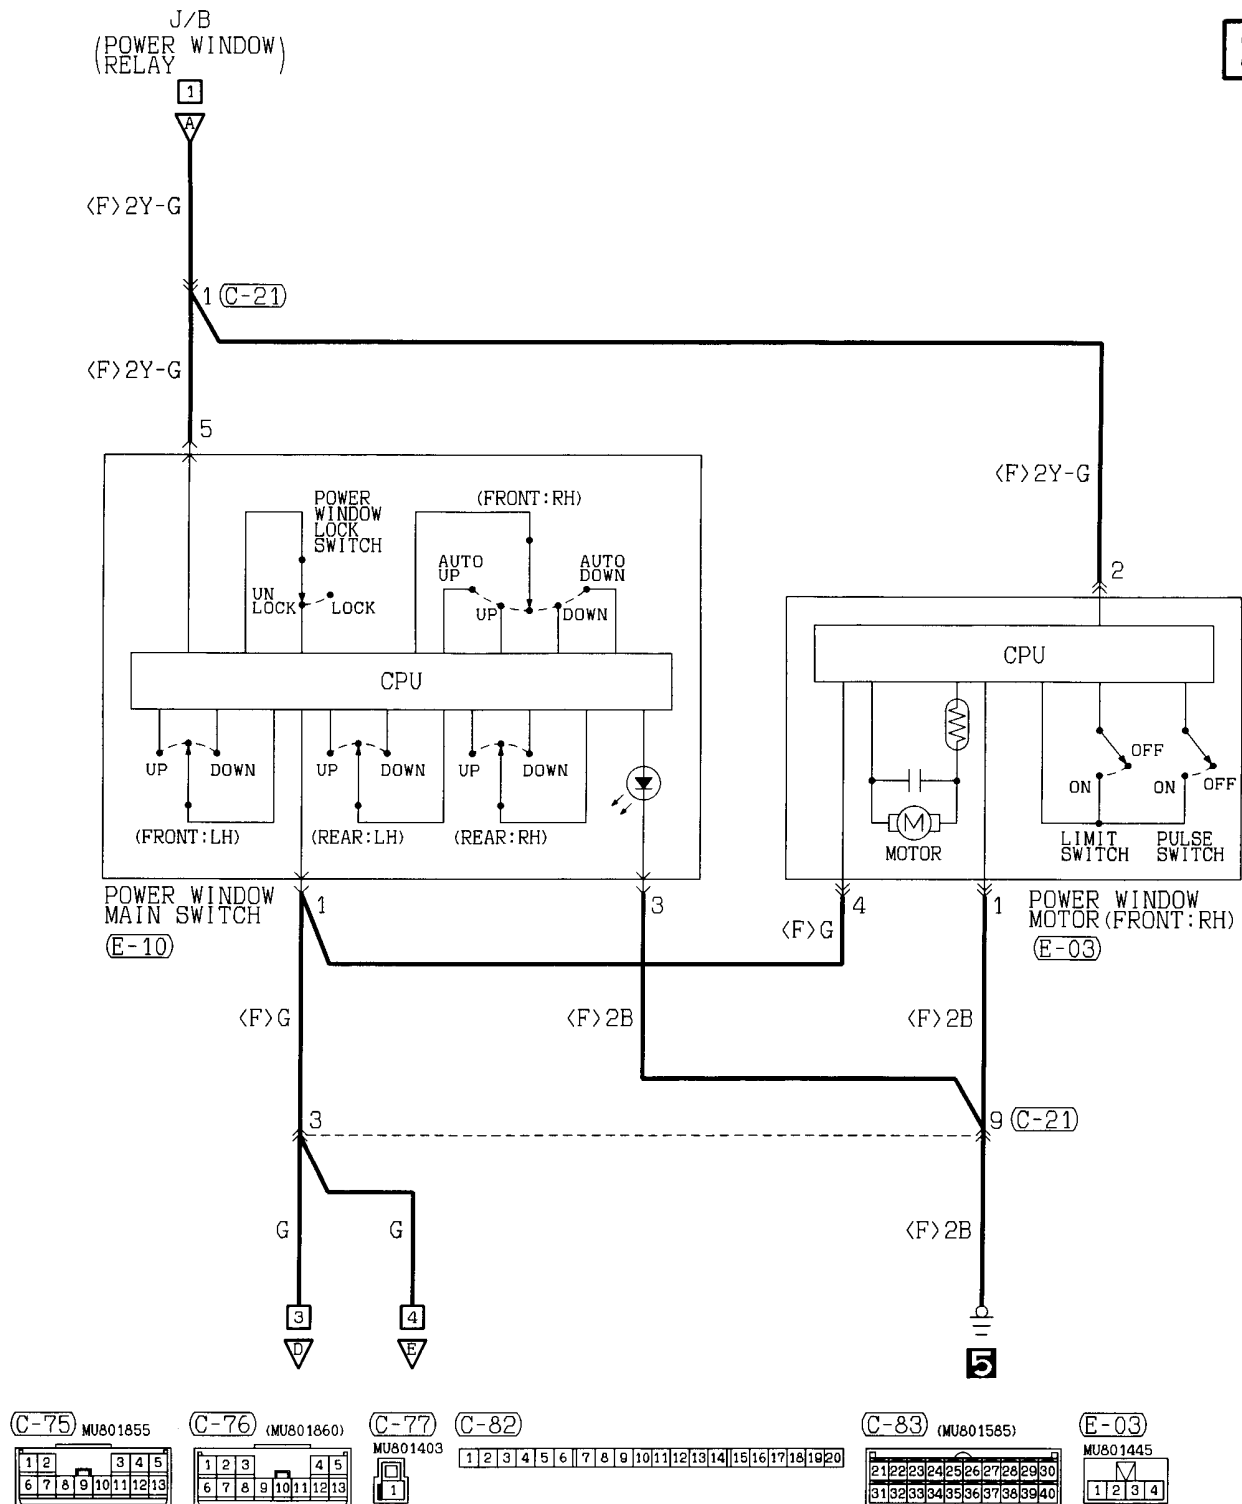 J/B
(POWER WINDOW
RELAY)
1
A
<F>2Y-G
1 (C-21)
<F>2Y-G
5
<F>2Y-G
2
POWER
WINDOW
LOCK
SWITCH
UN
LOCK
LOCK
(FRONT:RH)
AUTO
UP
AUTO
DOWN
UP
DOWN
CPU
UP
DOWN
(FRONT:LH)
UP
DOWN
(REAR:LH)
UP
DOWN
(REAR:RH)
CPU
M
MOTOR
OFF
ON
LIMIT
SWITCH
OFF
ON
PULSE
SWITCH
POWER WINDOW
MAIN SWITCH
(E-10)
1
3
4
1
POWER WINDOW
MOTOR(FRONT:RH)
(E-03)
<F>G
<F>G
<F>2B
<F>2B
3
9 (C-21)
G
G
<F>2B
3
D
4
E
5
(C-75) MU801855
1 2 3 4 5
6 7 8 9 10 11 12 13
(C-76) (MU801860)
1 2 3 4 5
6 7 8 9 10 11 12 13
(C-77)
MU801403
1
(C-82)
1 2 3 4 5 6 7 8 9 10 11 12 13 14 15 16 17 18 19 20
(C-83) (MU801585)
21 22 23 24 25 26 27 28 29 30
31 32 33 34 35 36 37 38 39 40
(E-03)
MU801445
1 2 3 4